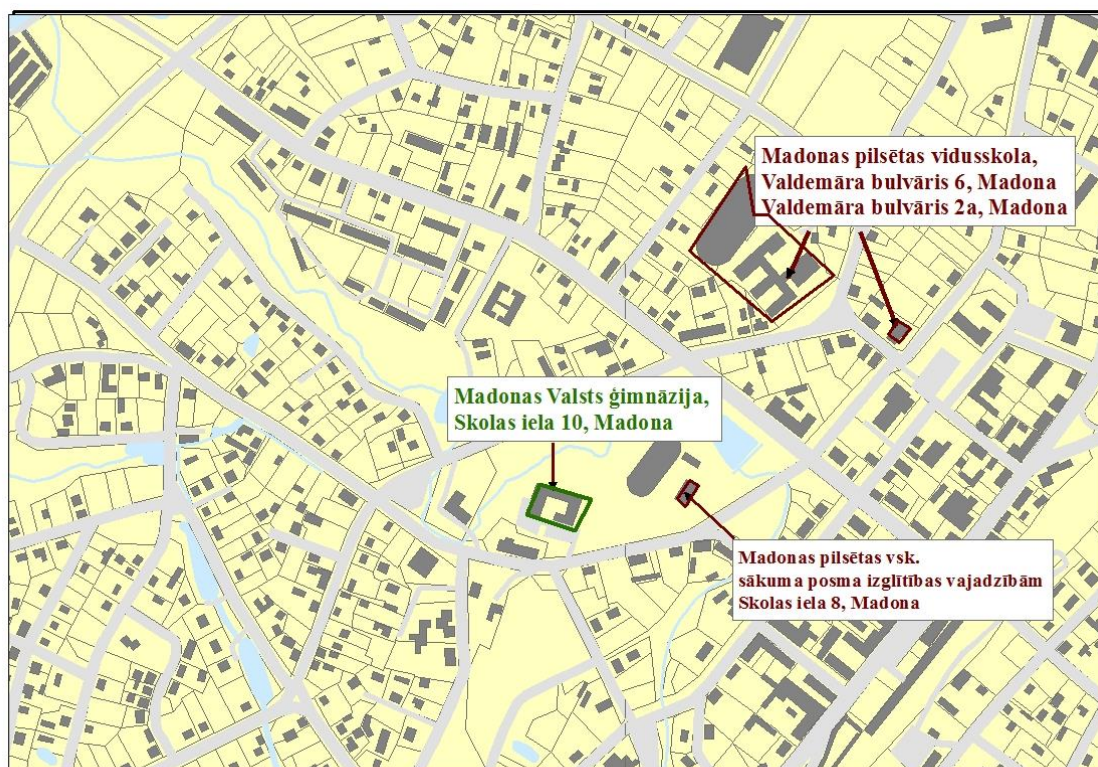 Madonas pilsētas vidusskola,
Valdemāra bulvāris 6, Madona
Valdemāra bulvāris 2a, Madona
Madonas Valsts ģimnāzija,
Skolas iela 10, Madona
Madonas pilsētas vsk.
sākuma posma izglītības vajadzībām
Skolas iela 8, Madona